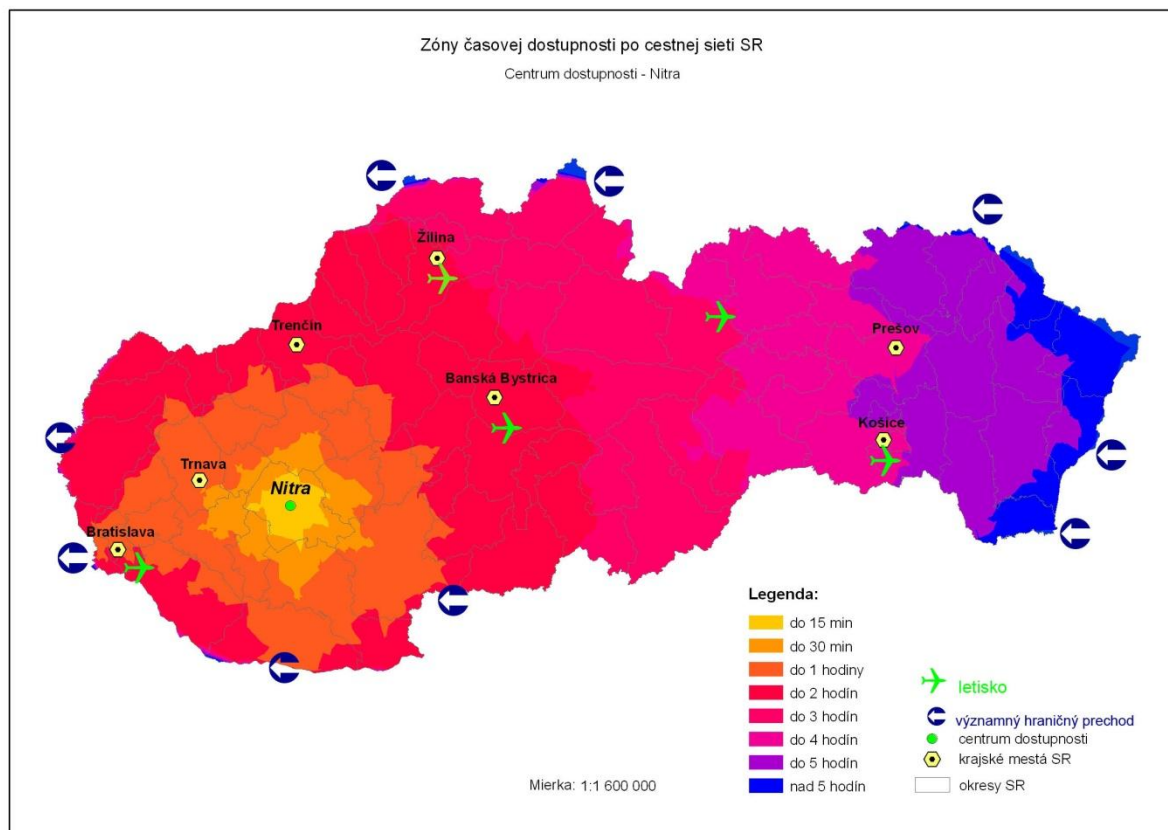 Zóny časovej dostupnosti po cestnej sieti SR
Centrum dostupnosti - Nitra
Žilina
Trenčín
Prešov
Banská Bystrica
Košice
Trnava
Nitra
Bratislava
Legenda:
do 15 min
do 30 min
do 1 hodiny
do 2 hodín
do 3 hodín
do 4 hodín
do 5 hodín
nad 5 hodín
letisko
významný hraničný prechod
centrum dostupnosti
krajské mestá SR
okresy SR
Mierka: 1:1 600 000